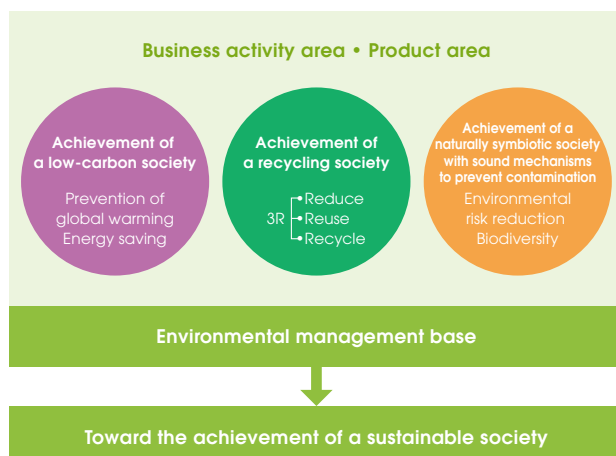 Business activity area • Product area
Achievement of
a low-carbon society
Prevention of
global warming
Energy saving
Achievement of
a recycling society
3R
Reduce
Reuse
Recycle
Achievement of a
naturally symbiotic society
with sound mechanisms
to prevent contamination
Environmental
risk reduction
Biodiversity
Environmental management base
Toward the achievement of a sustainable society